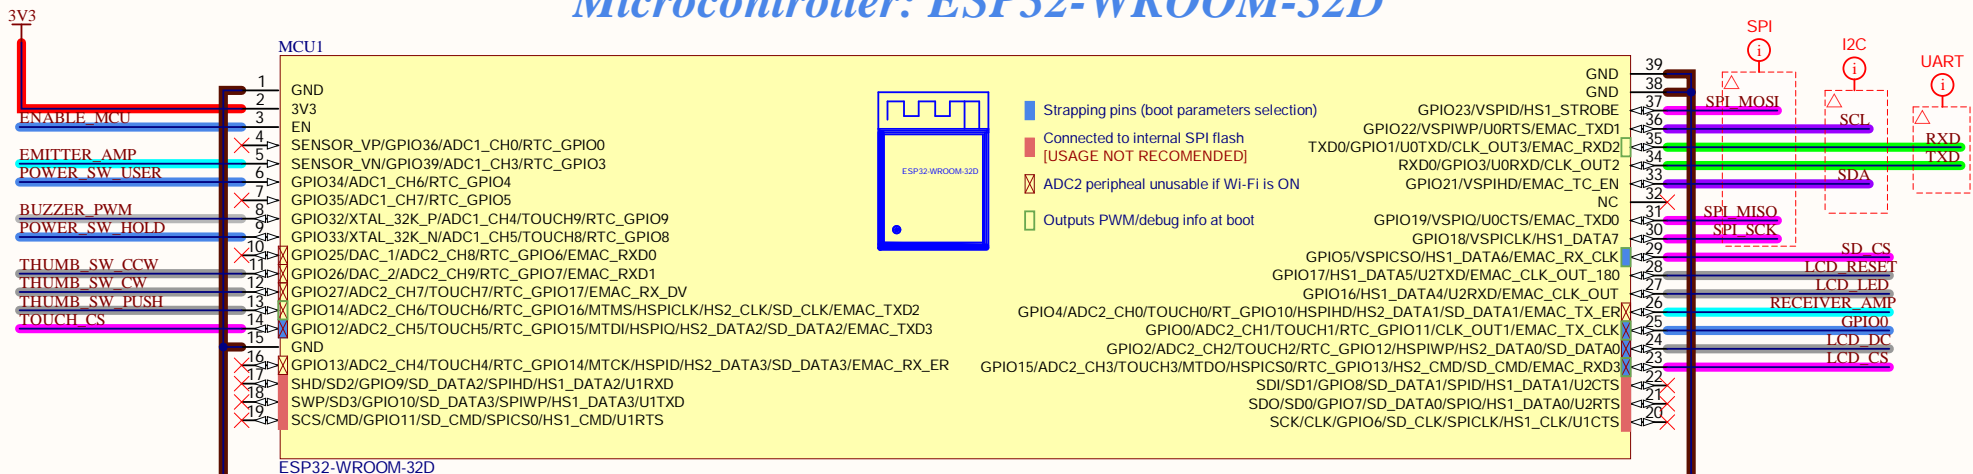 Microcontroller: ESP32-WROOM-32D
3V3
MCU1
SPI
i
I2C
i
UART
i
1 GND
2 3V3
ENABLE_MCU 3 EN
4 SENSOR_VP/GPIO36/ADC1_CH0/RTC_GPIO0
EMITTER_AMP 5 SENSOR_VN/GPIO39/ADC1_CH3/RTC_GPIO3
POWER_SW_USER 6 GPIO34/ADC1_CH6/RTC_GPIO4
7 GPIO35/ADC1_CH7/RTC_GPIO5
BUZZER_PWM 8 GPIO32/XTAL_32K_P/ADC1_CH4/TOUCH9/RTC_GPIO9
POWER_SW_HOLD 9 GPIO33/XTAL_32K_N/ADC1_CH5/TOUCH8/RTC_GPIO8
10 GPIO25/DAC_1/ADC2_CH8/RTC_GPIO6/EMAC_RXD0
THUMB_SW_CCW 11 GPIO26/DAC_2/ADC2_CH9/RTC_GPIO7/EMAC_RXD1
THUMB_SW_CW 12 GPIO27/ADC2_CH7/TOUCH7/RTC_GPIO17/EMAC_RX_DV
THUMB_SW_PUSH 13 GPIO14/ADC2_CH6/TOUCH6/RTC_GPIO16/MTMS/HSPICLK/HS2_CLK/SD_CLK/EMAC_TXD2
TOUCH_CS 14 GPIO12/ADC2_CH5/TOUCH5/RTC_GPIO15/MTDI/HSPIQ/HS2_DATA2/SD_DATA2/EMAC_TXD3
15 GND
16 GPIO13/ADC2_CH4/TOUCH4/RTC_GPIO14/MTCK/HSPID/HS2_DATA3/SD_DATA3/EMAC_RX_ER
17 SHD/SD2/GPIO9/SD_DATA2/SPIHD/HS1_DATA2/U1RXD
18 SWP/SD3/GPIO10/SD_DATA3/SPIWP/HS1_DATA3/U1TXD
19 SCS/CMD/GPIO11/SD_CMD/SPICS0/HS1_CMD/U1RTS
ESP32-WROOM-32D
ESP32-WROOM-32D
Strapping pins (boot parameters selection)
Connected to internal SPI flash
[USAGE NOT RECOMENDED]
ADC2 peripheral unusable if Wi-Fi is ON
Outputs PWM/debug info at boot
GND 39
GND 38
GPIO23/VSPID/HS1_STROBE 37 SPI_MOSI
GPIO22/VSPIWP/U0RTS/EMAC_TXD1 36 SCL
TXD0/GPIO1/U0TXD/CLK_OUT3/EMAC_RXD2 35 RXD
RXD0/GPIO3/U0RXD/CLK_OUT2 34 TXD
GPIO21/VSPIHD/EMAC_TC_EN 33 SDA
NC 32
GPIO19/VSPIQ/U0CTS/EMAC_TXD0 31 SPI_MISO
GPIO18/VSPICLK/HS1_DATA7 30 SPI_SCK
GPIO5/VSPICSO/HS1_DATA6/EMAC_RX_CLK 29 SD_CS
GPIO17/HS1_DATA5/U2TXD/EMAC_CLK_OUT_180 28 LCD_RESET
GPIO16/HS1_DATA4/U2RXD/EMAC_CLK_OUT 27 LCD_LED
GPIO4/ADC2_CH0/TOUCH0/RT_GPIO10/HSPIHD/HS2_DATA1/SD_DATA1/EMAC_TX_ER 26 RECEIVER_AMP
GPIO0/ADC2_CH1/TOUCH1/RTC_GPIO11/CLK_OUT1/EMAC_TX_CLK 25 GPIO0
GPIO2/ADC2_CH2/TOUCH2/RTC_GPIO12/HSPIWP/HS2_DATA0/SD_DATA0 24 LCD_DC
GPIO15/ADC2_CH3/TOUCH3/MTDO/HSPICS0/RTC_GPIO13/HS2_CMD/SD_CMD/EMAC_RXD3 23 LCD_CS
SDI/SD1/GPIO8/SD_DATA1/SPID/HS1_DATA1/U2CTS 22
SDO/SD0/GPIO7/SD_DATA0/SPIQ/HS1_DATA0/U2RTS 21
SCK/CLK/GPIO6/SD_CLK/SPICLK/HS1_CLK/U1CTS 20